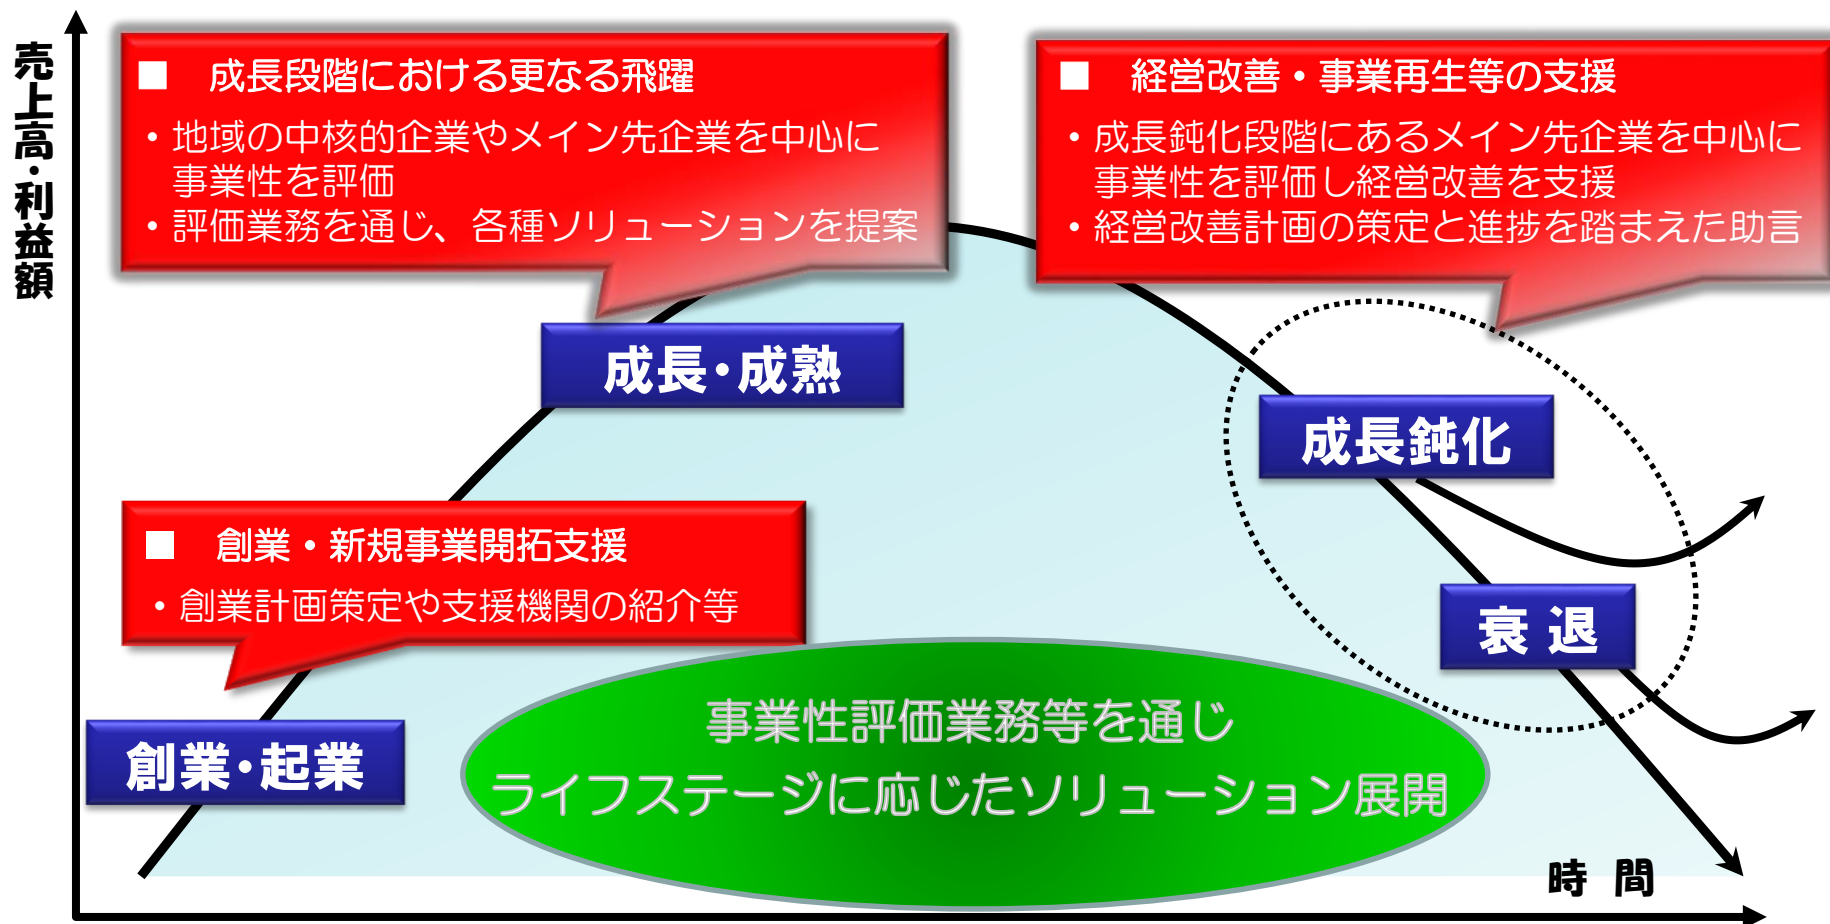 売上高・利益額
■ 成長段階における更なる飛躍
・地域の中核的企業やメイン先企業を中心に
事業性を評価
・評価業務を通じ、各種ソリューションを提案
■ 経営改善・事業再生等の支援
・成長鈍化段階にあるメイン先企業を中心に
事業性を評価し経営改善を支援
・経営改善計画の策定と進捗を踏まえた助言
成長・成熟
成長鈍化
■ 創業・新規事業開拓支援
・創業計画策定や支援機関の紹介等
衰 退
創業・起業
事業性評価業務等を通じ
ライフステージに応じたソリューション展開
時 間